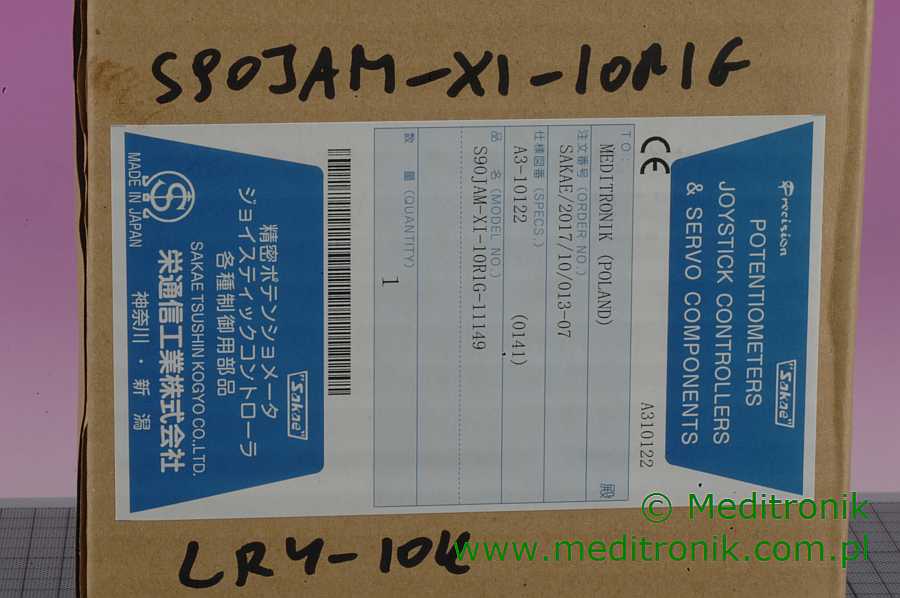 S90JAM-XI-10R1G
Precision
POTENTIOMETERS
JOYSTICK CONTROLLERS
& SERVO COMPONENTS
"Sakae"
CE
A310122
TO:
MEDITRONIK (POLAND)
殿
注文番号 (ORDER NO.)
SAKAE/2017/10/013-07
仕様図番 (SPECS.)
A3-10122 (0141)
品 名 (MODEL NO.)
S90JAM-XI-10R1G-11149
数 量 (QUANTITY)
1
"Sakae"
精密ポテンショメータ
ジョイスティックコントローラ
各種制御用部品
SAKAE TSUSHIN KOGYO CO.,LTD.
栄通信工業株式会社
神奈川・新潟
MADE IN JAPAN
LRY-10K
© Meditronik
www.meditronik.com.pl